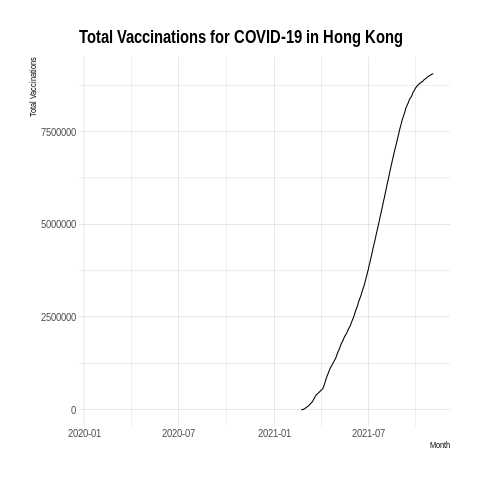 Total Vaccinations for COVID-19 in Hong Kong
Total Vaccinations
7500000
5000000
2500000
0
2020-01 2020-07 2021-01 2021-07
Month